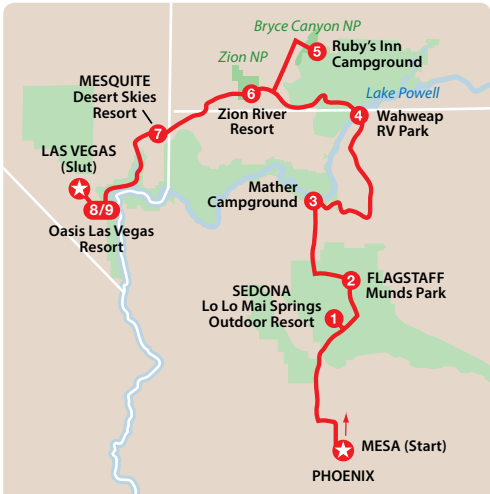 Bryce Canyon NP
5
Ruby's Inn
Campground
Zion NP
6
Zion River
Resort
MESQUITE
Desert Skies
Resort
7
Lake Powell
4
Wahweap
RV Park
LAS VEGAS
(Slut)
8/9
Oasis Las Vegas
Resort
Mather
Campground
3
2
FLAGSTAFF
Munds Park
SEDONA
Lo Lo Mai Springs
Outdoor Resort
1
MESA (Start)
PHOENIX